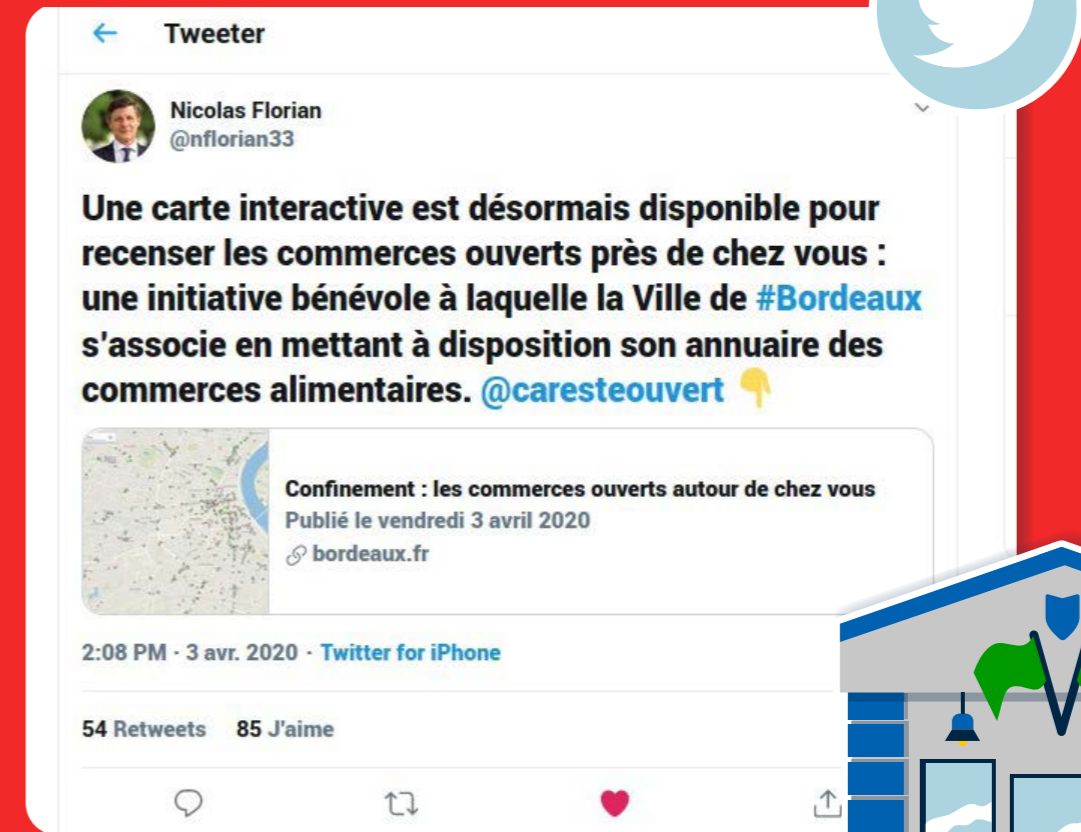 Tweeter
Nicolas Florian
@nflorian33
Une carte interactive est désormais disponible pour
recenser les commerces ouverts près de chez vous :
une initiative bénévole à laquelle la Ville de #Bordeaux
s'associe en mettant à disposition son annuaire des
commerces alimentaires. @caresteouvert
Confinement : les commerces ouverts autour de chez vous
Publié le vendredi 3 avril 2020
bordeaux.fr
2:08 PM · 3 avr. 2020 · Twitter for iPhone
54 Retweets 85 J'aime